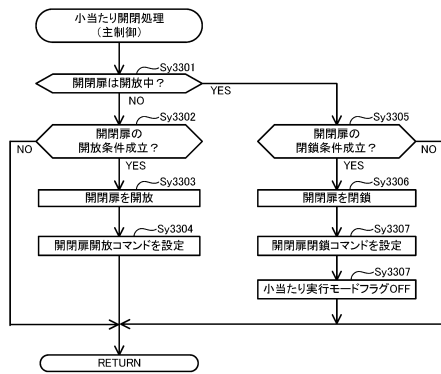 小当たり開閉処理
(主制御)
Sy3301
開閉扉は開放中?
YES
NO
Sy3302
開閉扉の
開放条件成立?
NO
YES
Sy3303
開閉扉を開放
Sy3304
開閉扉開放コマンドを設定
Sy3305
開閉扉の
閉鎖条件成立?
NO
YES
Sy3306
開閉扉を閉鎖
Sy3307
開閉扉閉鎖コマンドを設定
Sy3307
小当たり実行モードフラグOFF
RETURN